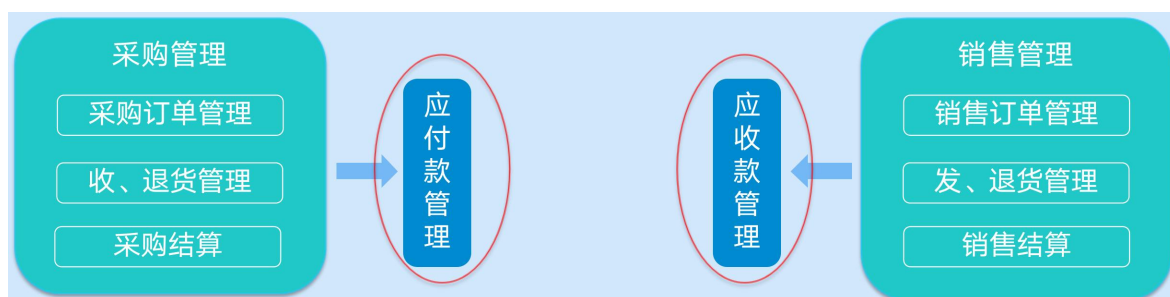 采购管理
采购订单管理
收、退货管理
采购结算
应付款管理
应收款管理
销售管理
销售订单管理
发、退货管理
销售结算